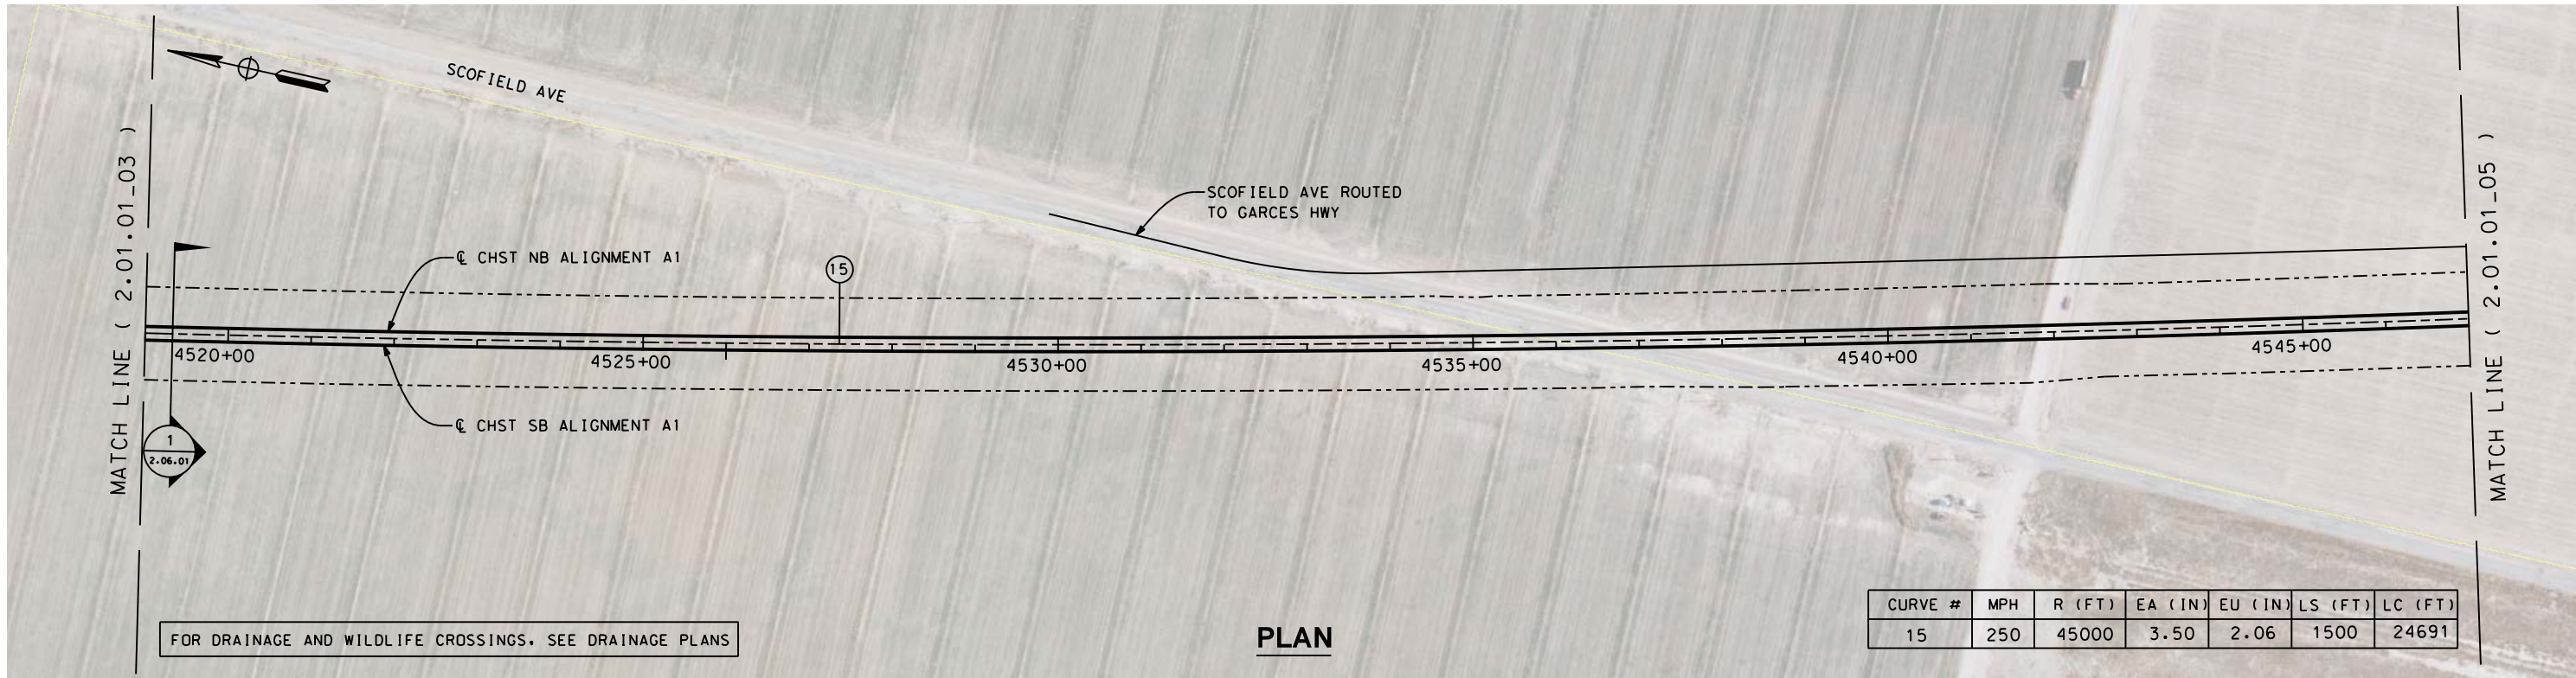 SCOFIELD AVE
MATCH LINE ( 2.01.01_03 )
SCOFIELD AVE ROUTED
TO GARCES HWY
℄ CHST NB ALIGNMENT A1
15
4520+00
4525+00
4530+00
4535+00
4540+00
4545+00
℄ CHST SB ALIGNMENT A1
1
2.06.01
MATCH LINE ( 2.01.01_05 )
FOR DRAINAGE AND WILDLIFE CROSSINGS. SEE DRAINAGE PLANS
PLAN
CURVE # MPH R (FT) EA (IN) EU (IN) LS (FT) LC (FT)
15 250 45000 3.50 2.06 1500 24691